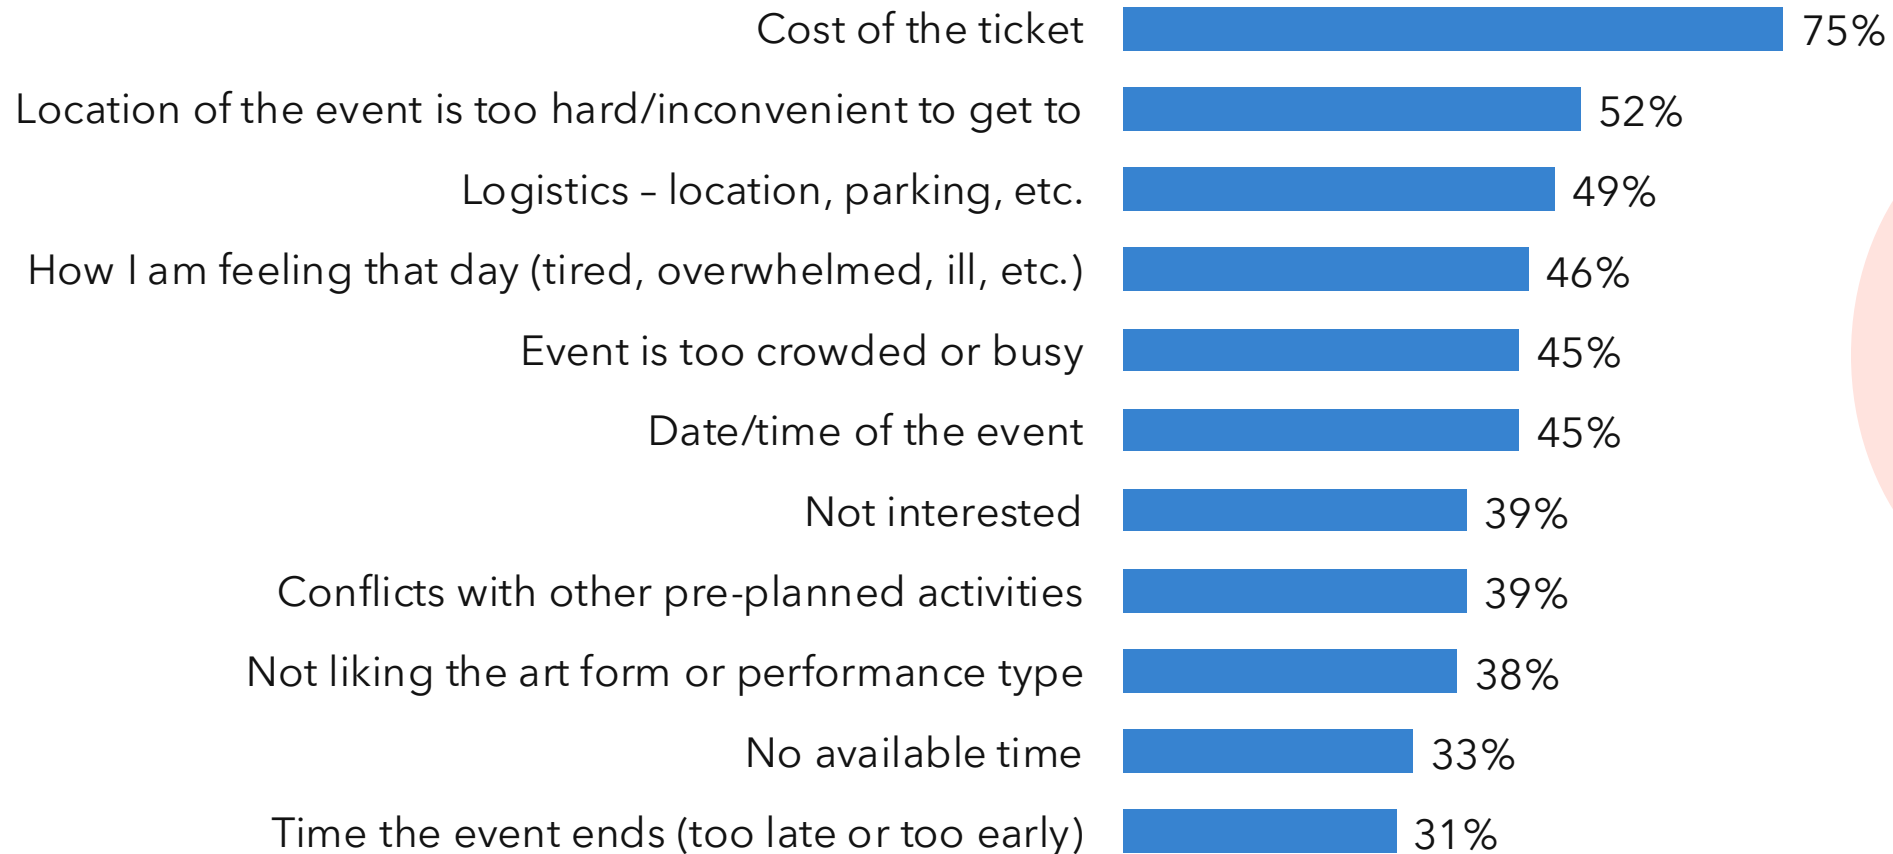 Cost of the ticket 75%
Location of the event is too hard/inconvenient to get to 52%
Logistics – location, parking, etc. 49%
How I am feeling that day (tired, overwhelmed, ill, etc.) 46%
Event is too crowded or busy 45%
Date/time of the event 45%
Not interested 39%
Conflicts with other pre-planned activities 39%
Not liking the art form or performance type 38%
No available time 33%
Time the event ends (too late or too early) 31%